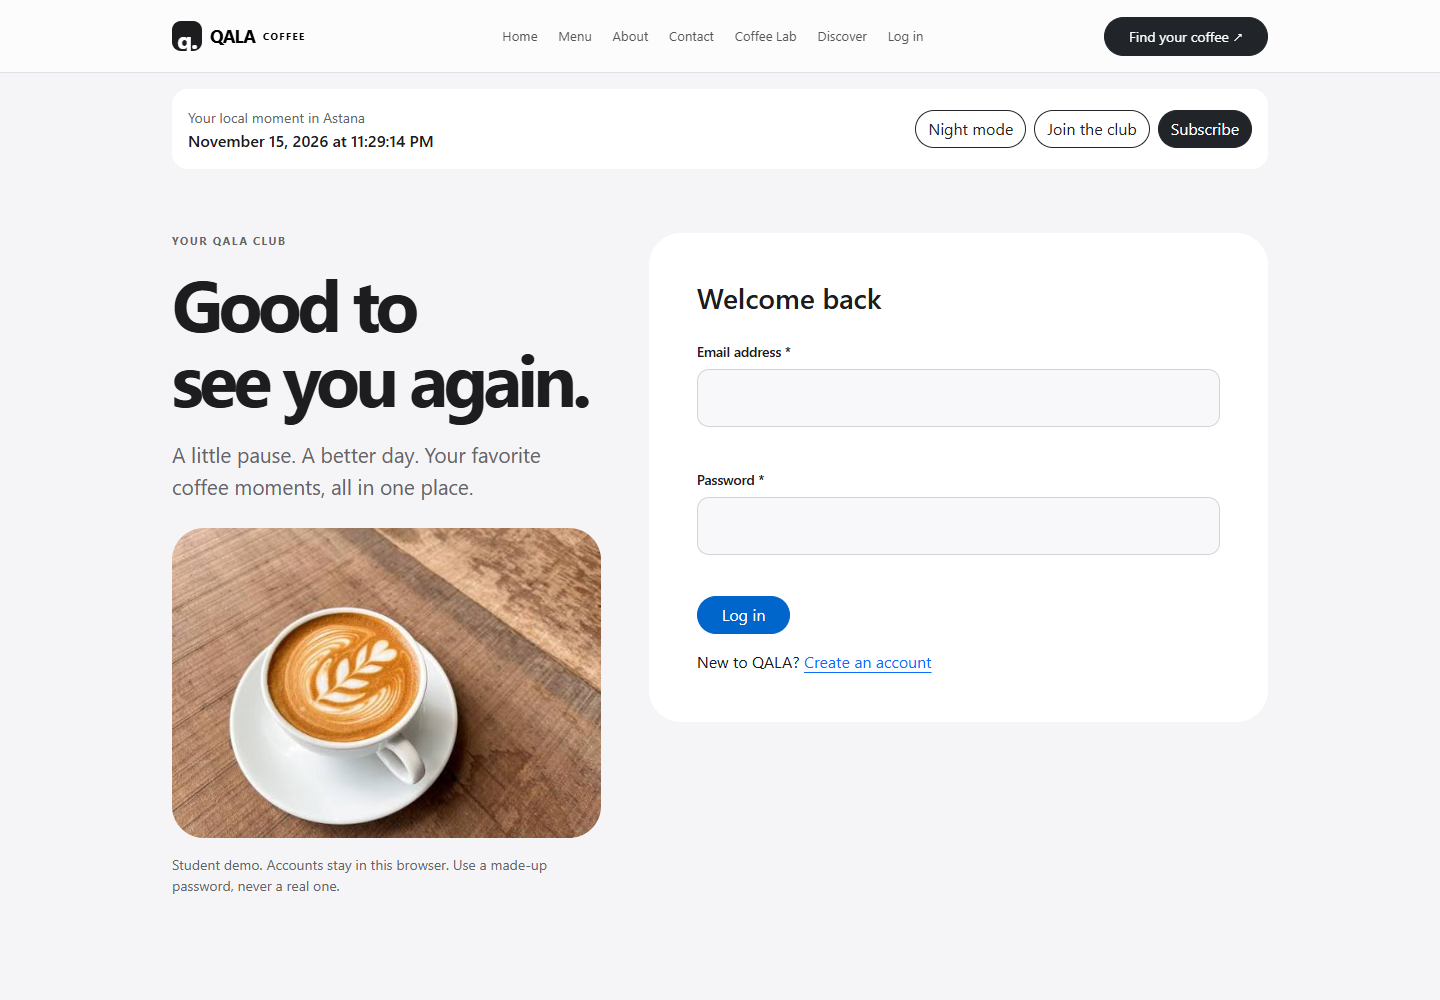 q.
QALA COFFEE
Home Menu About Contact Coffee Lab Discover Log in
Find your coffee ↗
Your local moment in Astana
November 15, 2026 at 11:29:14 PM
Night mode Join the club Subscribe
YOUR QALA CLUB
Good to
see you again.
A little pause. A better day. Your favorite
coffee moments, all in one place.
Student demo. Accounts stay in this browser. Use a made-up
password, never a real one.
Welcome back
Email address *
Password *
Log in
New to QALA? Create an account